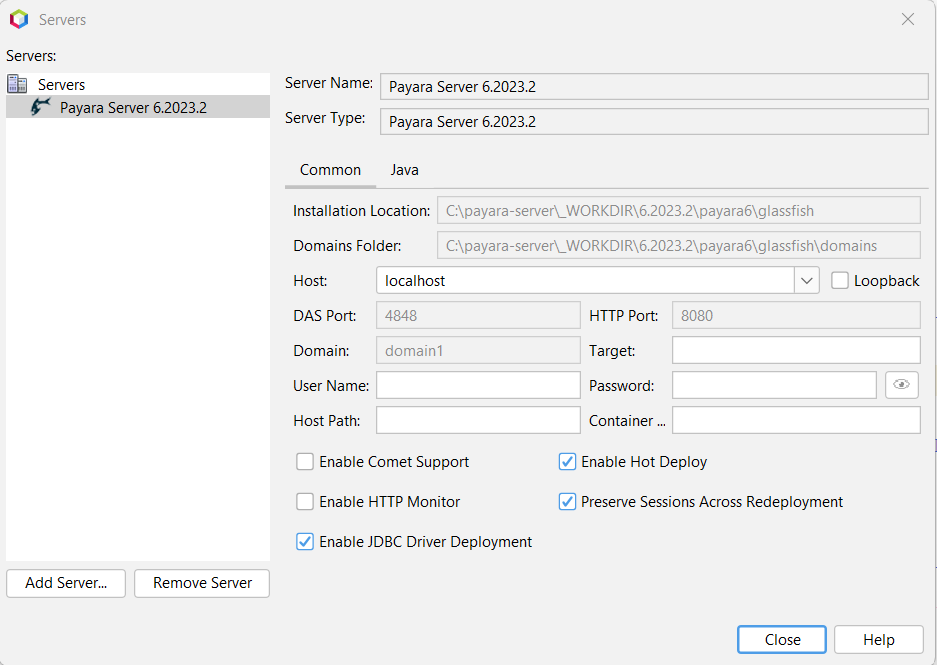 Servers
Servers:
Servers
Payara Server 6.2023.2
Server Name: Payara Server 6.2023.2
Server Type: Payara Server 6.2023.2
Common Java
Installation Location: C:\payara-server\_WORKDIR\6.2023.2\payara6\glassfish
Domains Folder: C:\payara-server\_WORKDIR\6.2023.2\payara6\glassfish\domains
Host: localhost Loopback
DAS Port: 4848 HTTP Port: 8080
Domain: domain1 Target:
User Name: Password:
Host Path: Container ...
Enable Comet Support Enable Hot Deploy
Enable HTTP Monitor Preserve Sessions Across Redeployment
Enable JDBC Driver Deployment
Add Server... Remove Server
Close Help